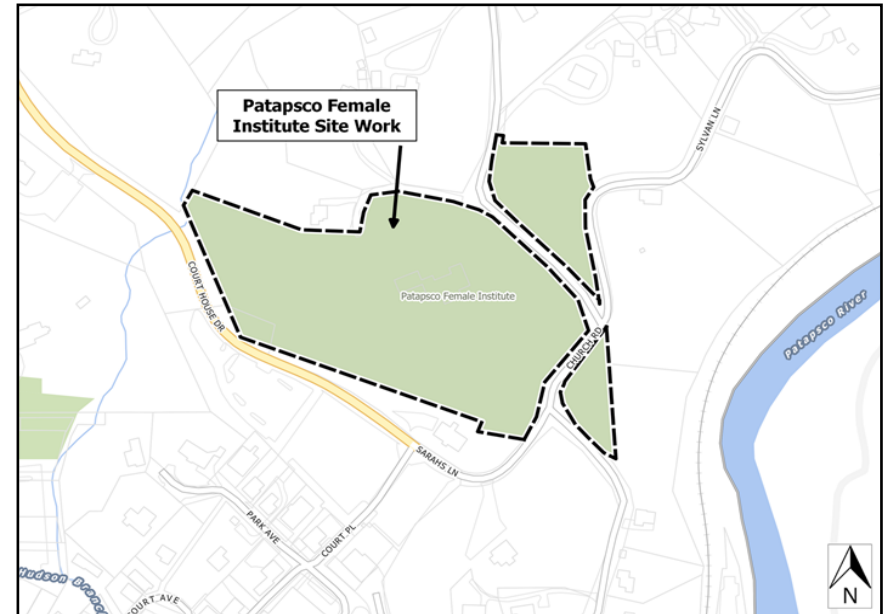 Patapsco Female
Institute Site Work
SYLVAN LN
COURT HOUSE DR
Patapsco Female Institute
Patapsco River
CHURCH RD
SARAHS LN
PARK AVE
COURT PL
Hudson Branc
COURT AVE
N